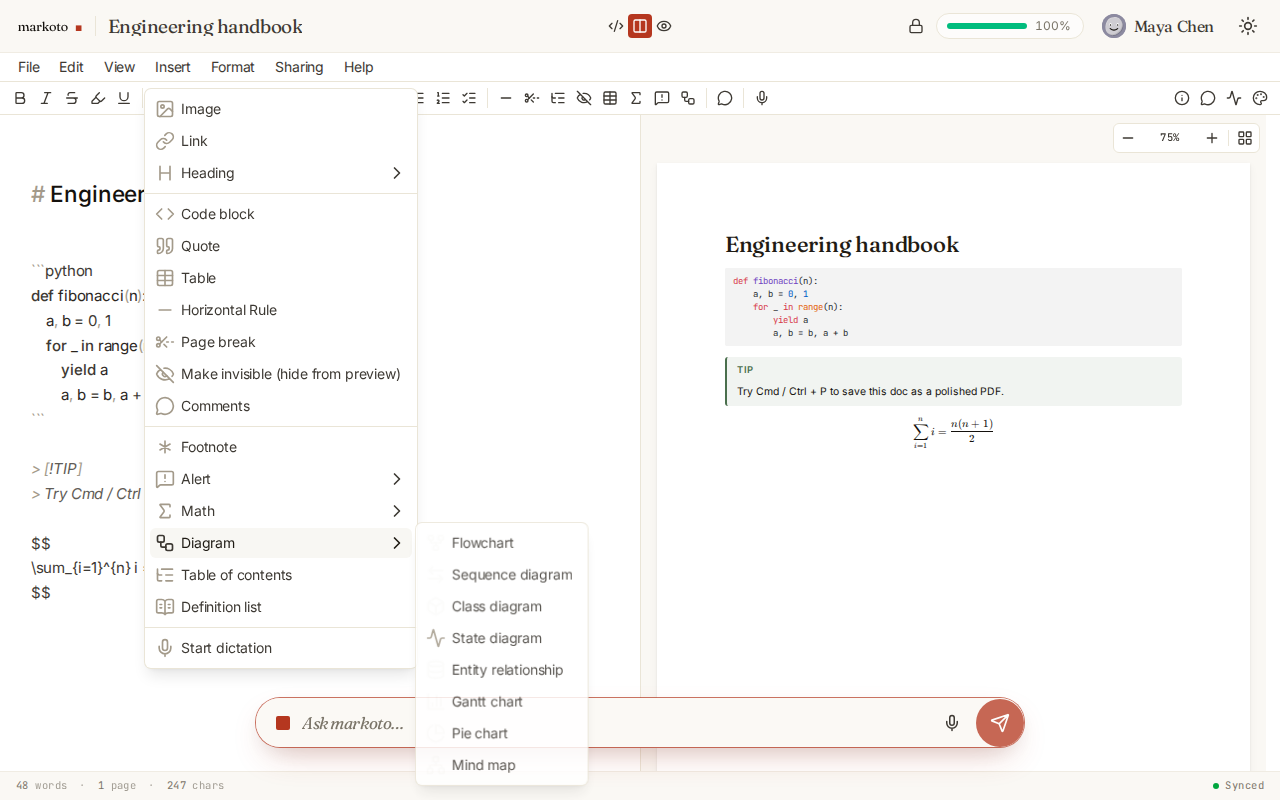 markoto
Engineering handbook
100%
Maya Chen
File Edit View Insert Format Sharing Help
75%
Image
Link
Heading
Code block
Quote
Table
Horizontal Rule
Page break
Make invisible (hide from preview)
Comments
Footnote
Alert
Math
Diagram
Table of contents
Definition list
Start dictation
Flowchart
Sequence diagram
Class diagram
State diagram
Entity relationship
Gantt chart
Pie chart
Mind map
# Engineer
```python
def fibonacci(n):
a, b = 0, 1
for _ in range(
yield a
a, b = b, a +
```
> [!TIP]
> Try Cmd / Ctrl
$$
\sum_{i=1}^{n} i =
$$
Engineering handbook
def fibonacci(n):
a, b = 0, 1
for _ in range(n):
yield a
a, b = b, a + b
TIP
Try Cmd / Ctrl + P to save this doc as a polished PDF.
∑_{i=1}^{n} i = n(n + 1) / 2
Ask markoto...
48 words · 1 page · 247 chars
Synced